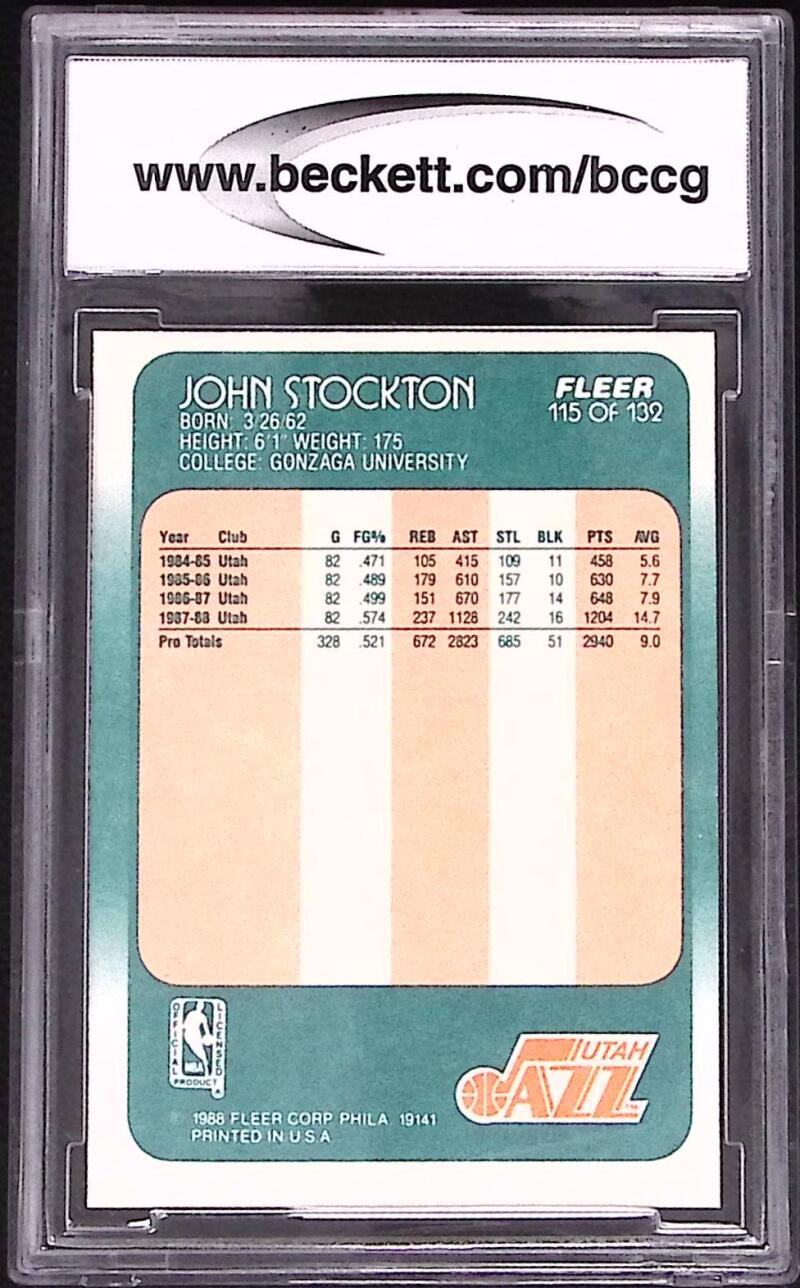 www.beckett.com/bccg
JOHN STOCKTON
FLEER
115 OF 132
BORN: 3/26/62
HEIGHT: 6'1" WEIGHT: 175
COLLEGE: GONZAGA UNIVERSITY
Year Club G FG% REB AST STL BLK PTS AVG
1984-85 Utah 82 .471 105 415 109 11 458 5.6
1985-86 Utah 82 .489 179 610 157 10 630 7.7
1986-87 Utah 82 .499 151 670 177 14 648 7.9
1987-88 Utah 82 .574 237 1128 242 16 1204 14.7
Pro Totals 328 .521 672 2823 685 51 2940 9.0
OFFICIAL LICENSED
NBA
PRODUCT
UTAH
JAZZ
1988 FLEER CORP PHILA 19141
PRINTED IN U S A